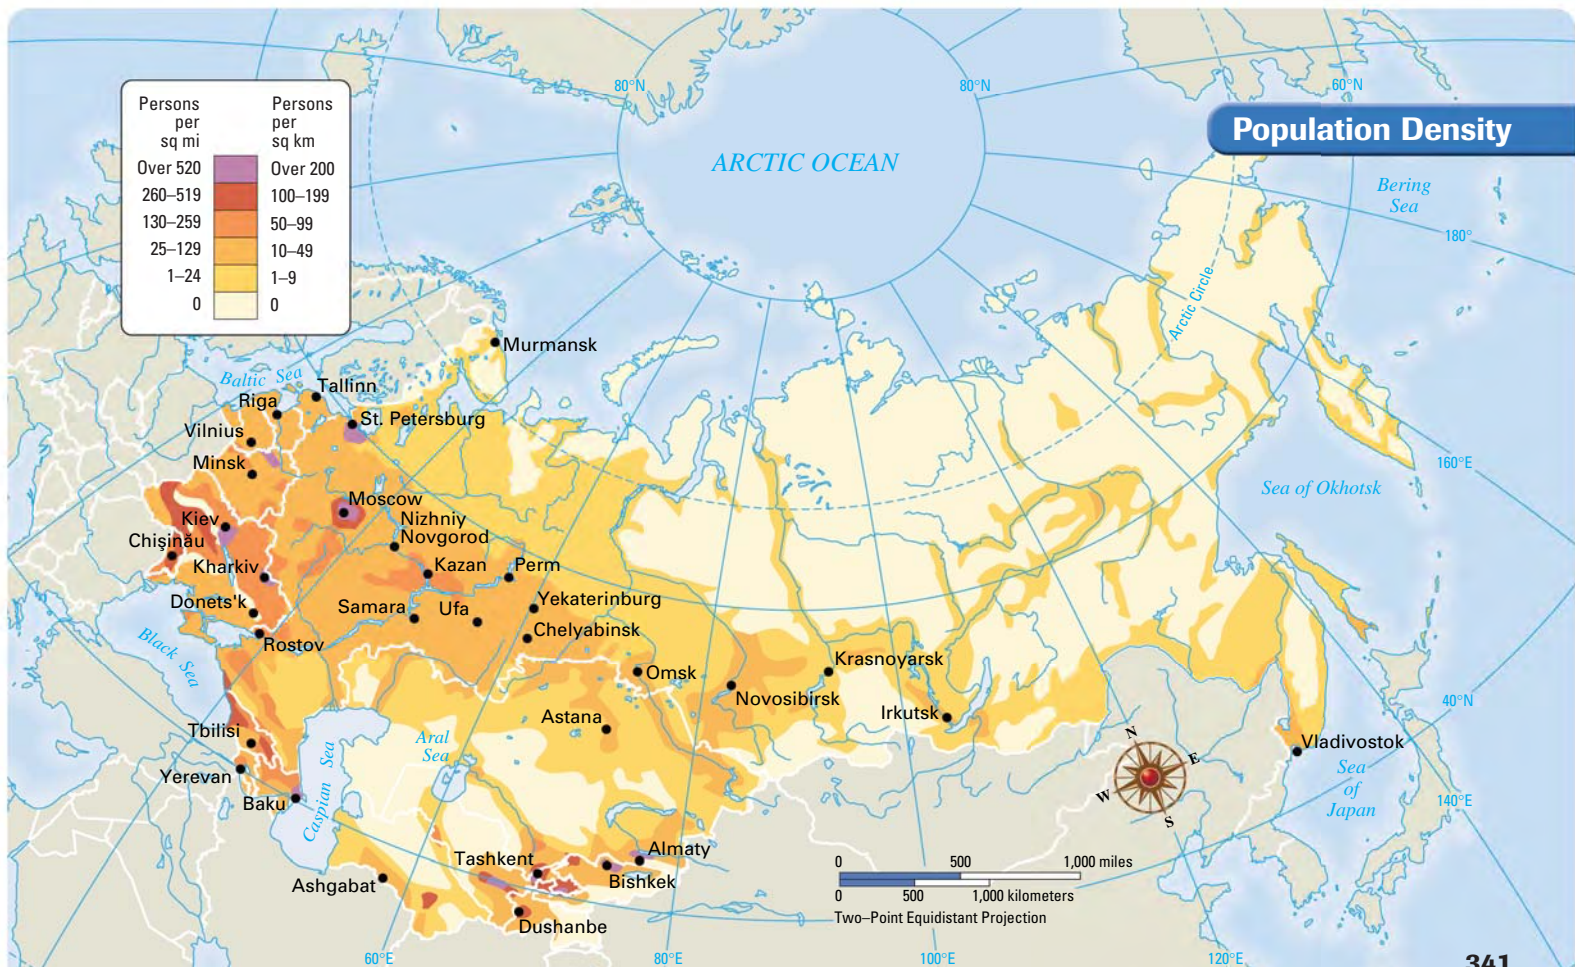 Population Density
Persons per sq mi
Persons per sq km
Over 520
Over 200
260–519
100–199
130–259
50–99
25–129
10–49
1–24
1–9
0
0
80°N
80°N
60°N
ARCTIC OCEAN
Bering
Sea
180°
Arctic Circle
Murmansk
Baltic Sea
Tallinn
Riga
St. Petersburg
Vilnius
Minsk
160°E
Sea of Okhotsk
Moscow
Kiev
Nizhniy
Novgorod
Chişinău
Kharkiv
Kazan
Perm
Donets'k
Samara
Ufa
Yekaterinburg
Chelyabinsk
Rostov
Black Sea
Omsk
Krasnoyarsk
Novosibirsk
Irkutsk
40°N
Astana
Tbilisi
Aral
Sea
Vladivostok
Yerevan
Caspian Sea
Baku
Sea
of
Japan
N
E
W
S
140°E
Tashkent
Almaty
Bishkek
Ashgabat
Dushanbe
0 500 1,000 miles
0 500 1,000 kilometers
Two–Point Equidistant Projection
60°E
80°E
100°E
120°E
341